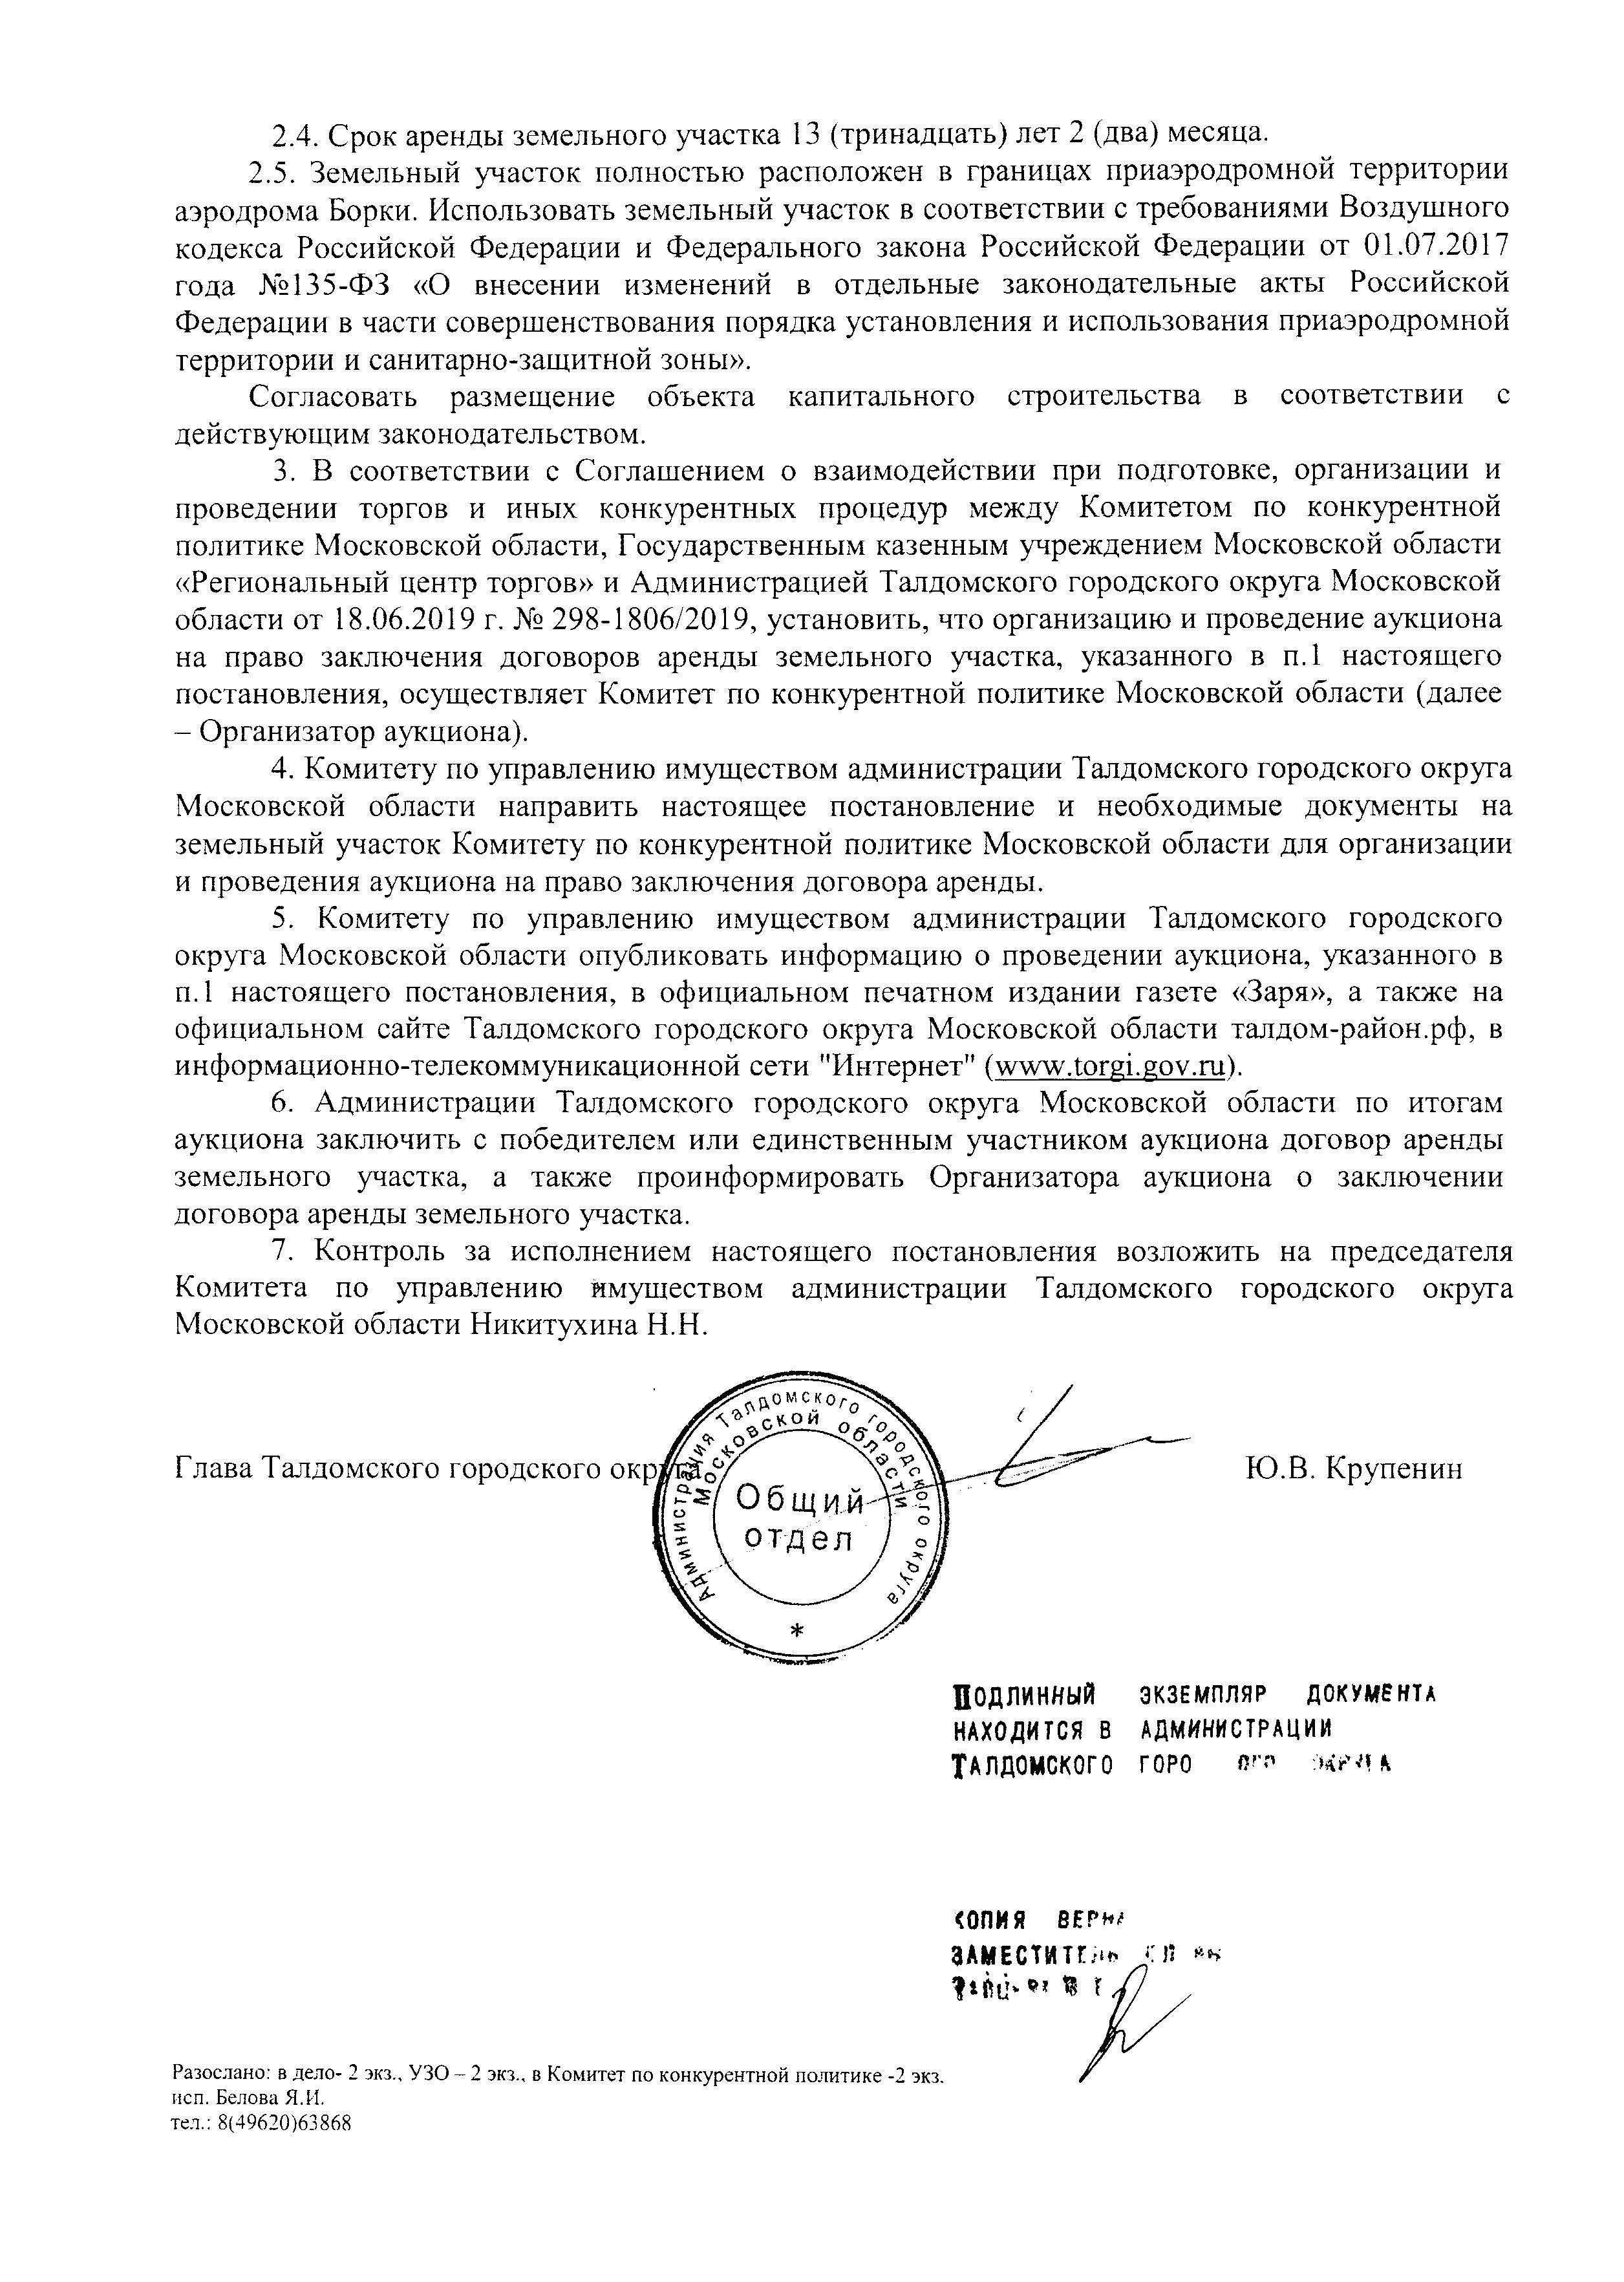 2.4. Срок аренды земельного участка 13 (тринадцать) лет 2 (два) месяца.
2.5. Земельный участок полностью расположен в границах приаэродромной территории
аэродрома Борки. Использовать земельный участок в соответствии с требованиями Воздушного
кодекса Российской Федерации и Федерального закона Российской Федерации от 01.07.2017
года №135-ФЗ «О внесении изменений в отдельные законодательные акты Российской
Федерации в части совершенствования порядка установления и использования приаэродромной
территории и санитарно-защитной зоны».
Согласовать размещение объекта капитального строительства в соответствии с
действующим законодательством.
3. В соответствии с Соглашением о взаимодействии при подготовке, организации и
проведении торгов и иных конкурентных процедур между Комитетом по конкурентной
политике Московской области, Государственным казенным учреждением Московской области
«Региональный центр торгов» и Администрацией Талдомского городского округа Московской
области от 18.06.2019 г. № 298-1806/2019, установить, что организацию и проведение аукциона
на право заключения договоров аренды земельного участка, указанного в п.1 настоящего
постановления, осуществляет Комитет по конкурентной политике Московской области (далее
– Организатор аукциона).
4. Комитету по управлению имуществом администрации Талдомского городского округа
Московской области направить настоящее постановление и необходимые документы на
земельный участок Комитету по конкурентной политике Московской области для организации
и проведения аукциона на право заключения договора аренды.
5. Комитету по управлению имуществом администрации Талдомского городского
округа Московской области опубликовать информацию о проведении аукциона, указанного в
п.1 настоящего постановления, в официальном печатном издании газете «Заря», а также на
официальном сайте Талдомского городского округа Московской области талдом-район.рф, в
информационно-телекоммуникационной сети "Интернет" (www.torgi.gov.ru).
6. Администрации Талдомского городского округа Московской области по итогам
аукциона заключить с победителем или единственным участником аукциона договор аренды
земельного участка, а также проинформировать Организатора аукциона о заключении
договора аренды земельного участка.
7. Контроль за исполнением настоящего постановления возложить на председателя
Комитета по управлению имуществом администрации Талдомского городского округа
Московской области Никитухина Н.Н.
Глава Талдомского городского округа
Ю.В. Крупенин
Администрация Талдомского городского округа
Московской области
Общий
отдел
*
ПОДЛИННЫЙ ЭКЗЕМПЛЯР ДОКУМЕНТА
НАХОДИТСЯ В АДМИНИСТРАЦИИ
ТАЛДОМСКОГО
КОПИЯ ВЕРНА
ЗАМЕСТИТЕЛЬ
Разослано: в дело- 2 экз., УЗО – 2 экз., в Комитет по конкурентной политике -2 экз.
исп. Белова Я.И.
тел.: 8(49620)63868